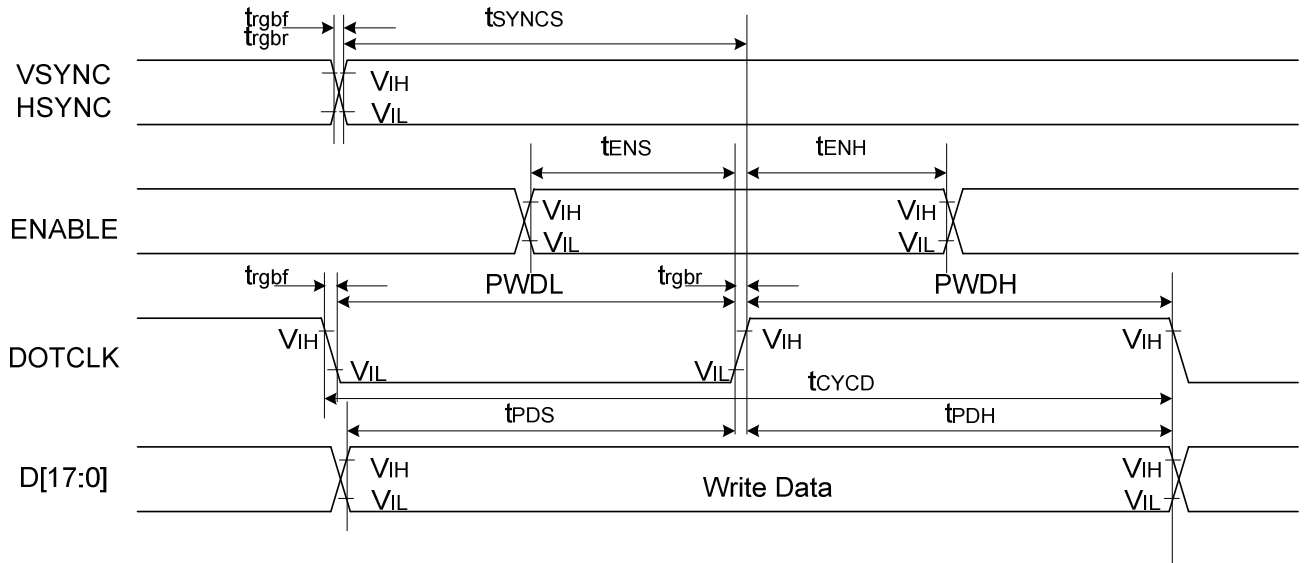 trgbf
trgbr
tSYNCS
VSYNC
HSYNC
VIH
VIL
tENS
tENH
ENABLE
VIH
VIL
VIH
VIL
trgbf
PWDL
trgbr
PWDH
DOTCLK
VIH
VIL
VIL
VIH
VIH
tCYCD
tPDS
tPDH
D[17:0]
VIH
VIL
Write Data
VIH
VIL